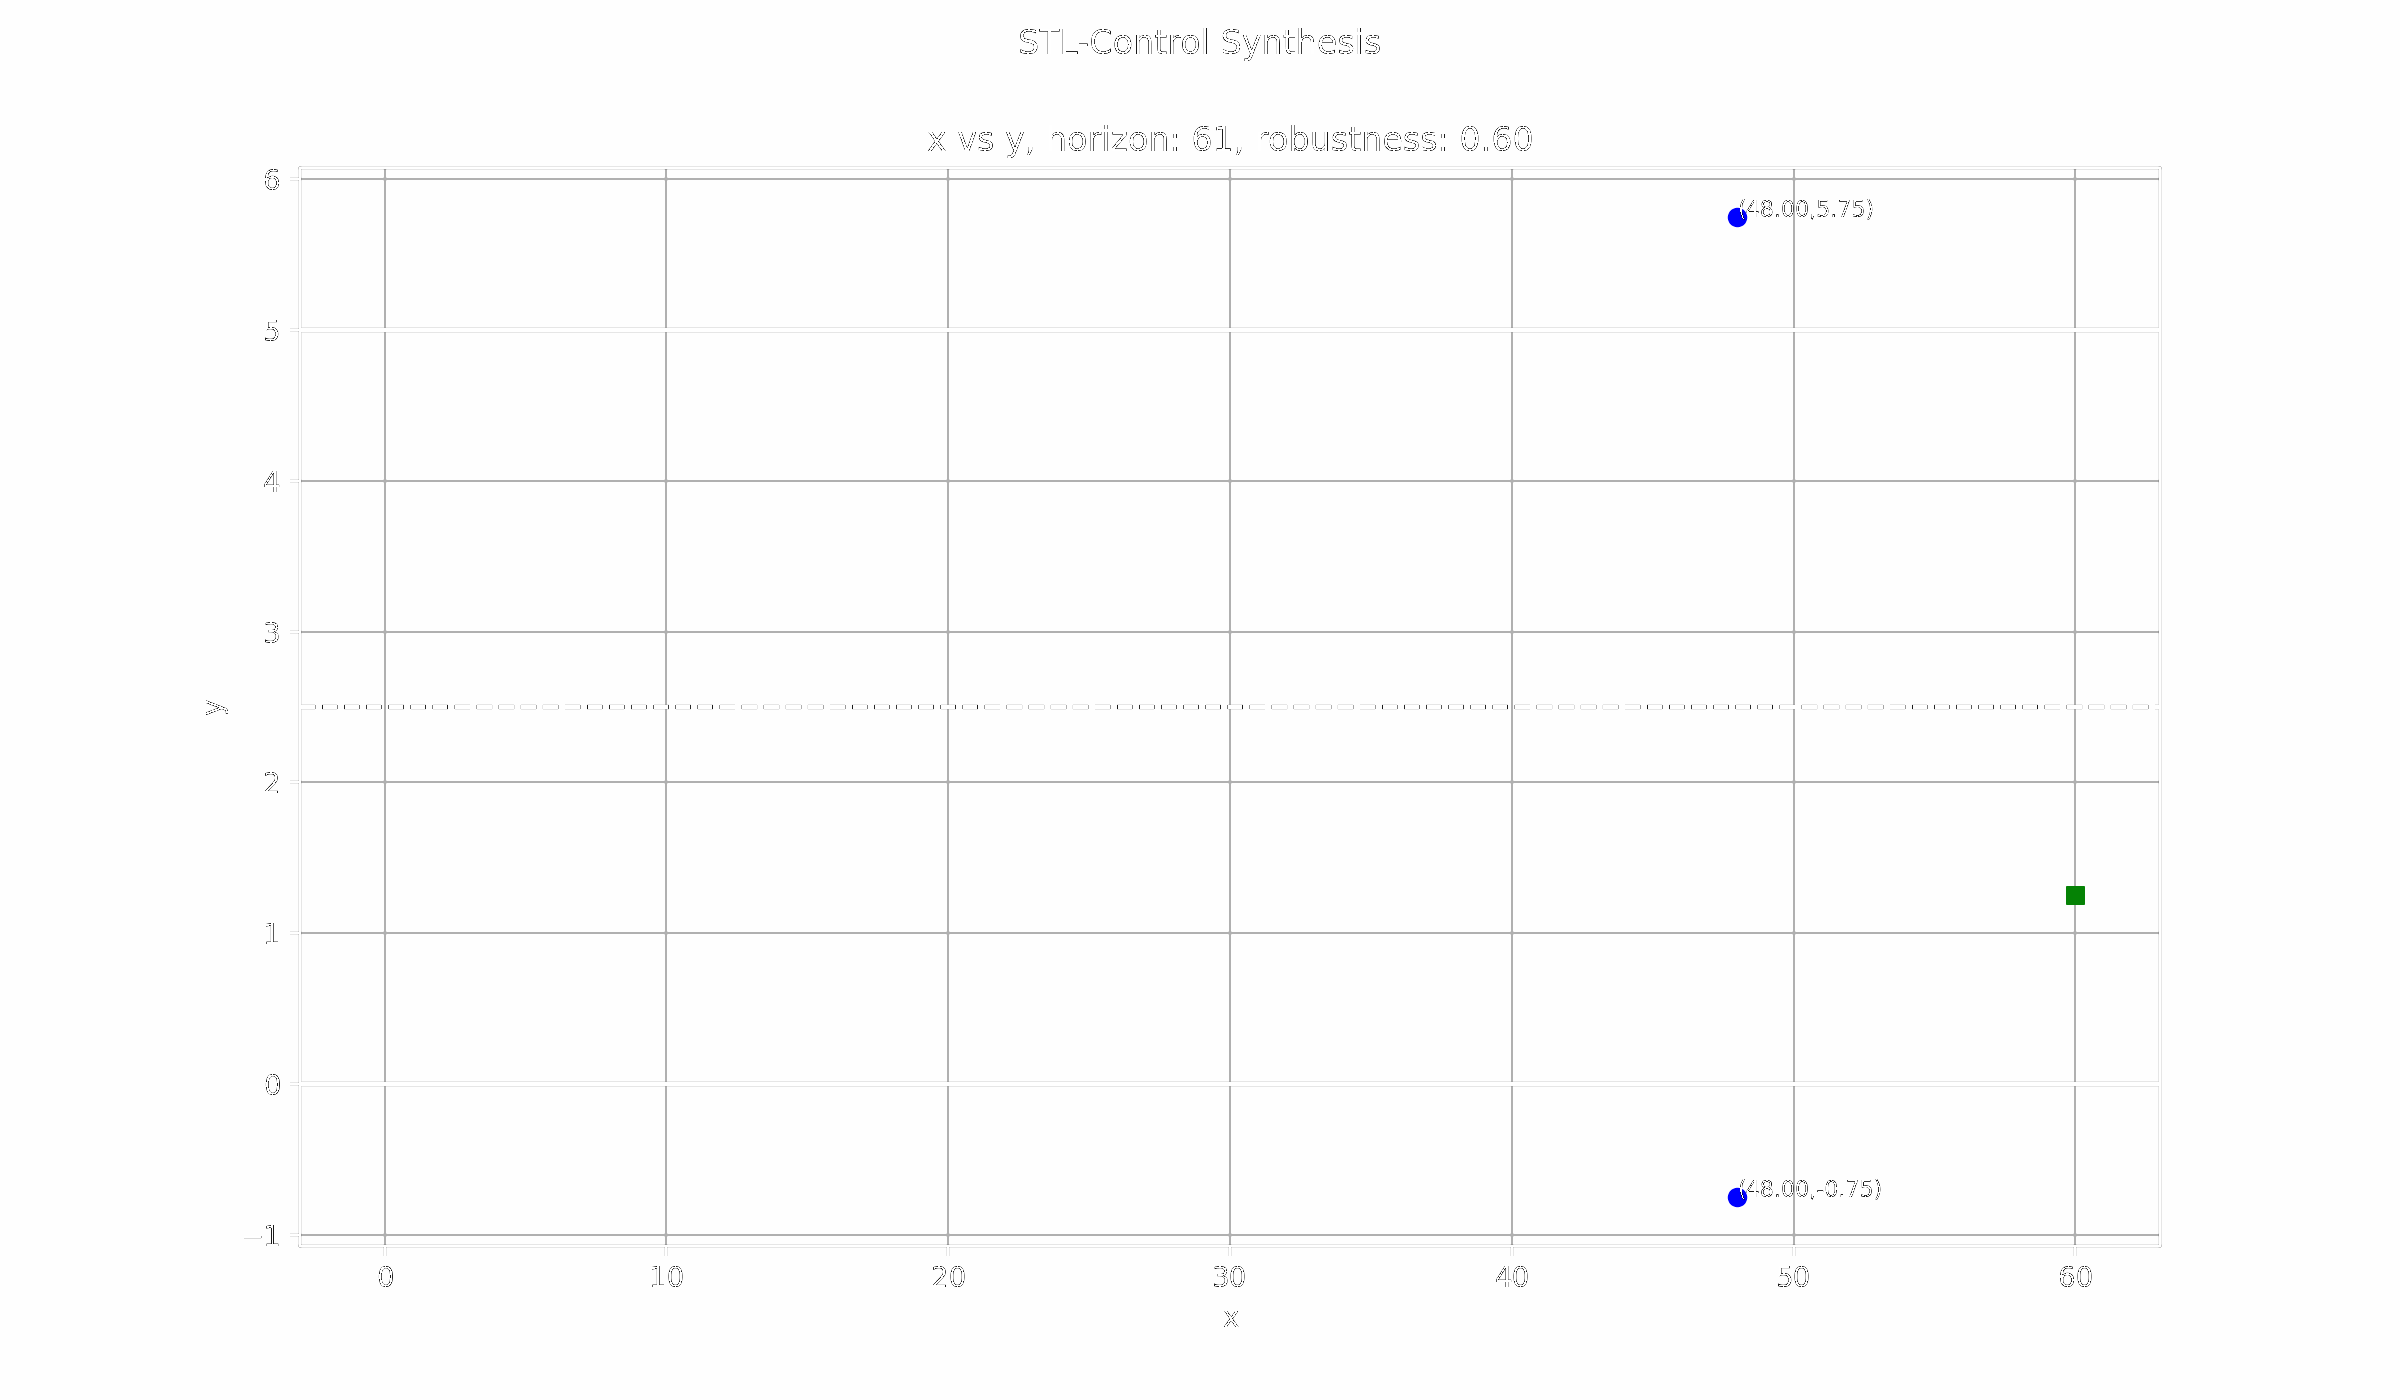 STL-Control Synthesis
x vs y, horizon: 61, robustness: 0.60
6
(48.00,5.75)
5
4
3
y
2
1
0
(48.00,-0.75)
−1
0 10 20 30 40 50 60
x